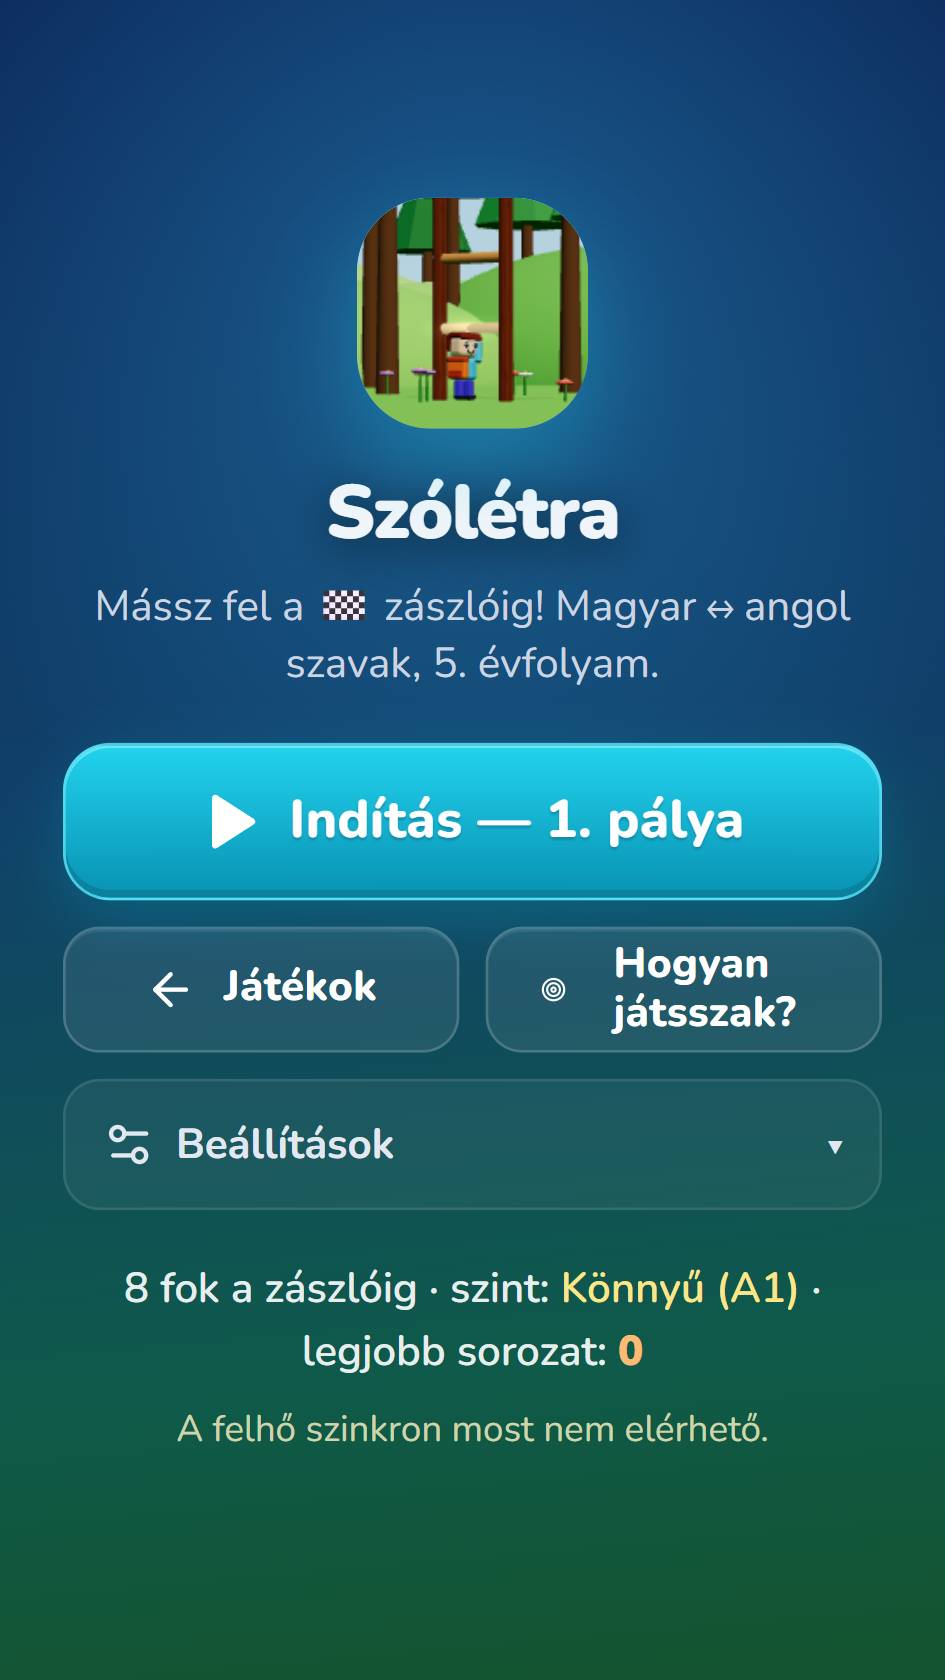 Szólétra
Mássz fel a 🏁 zászlóig! Magyar ↔ angol
szavak, 5. évfolyam.
Indítás — 1. pálya
Játékok
Hogyan
játsszak?
Beállítások
8 fok a zászlóig · szint: Könnyű (A1) ·
legjobb sorozat: 0
A felhő szinkron most nem elérhető.